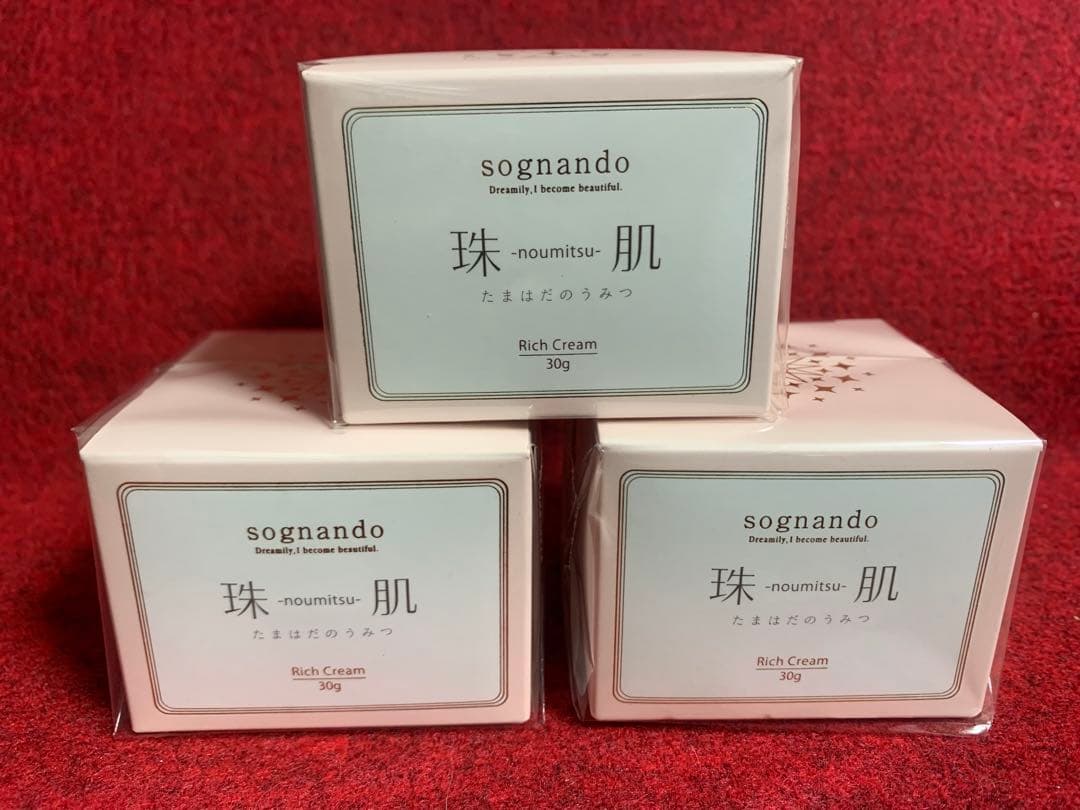 sognando
Dreamily, I become beautiful.
珠 -noumitsu- 肌
たまはだのうみつ
Rich Cream
30g
sognando
Dreamily, I become beautiful.
珠 -noumitsu- 肌
たまはだのうみつ
Rich Cream
30g
sognando
Dreamily, I become beautiful.
珠 -noumitsu- 肌
たまはだのうみつ
Rich Cream
30g